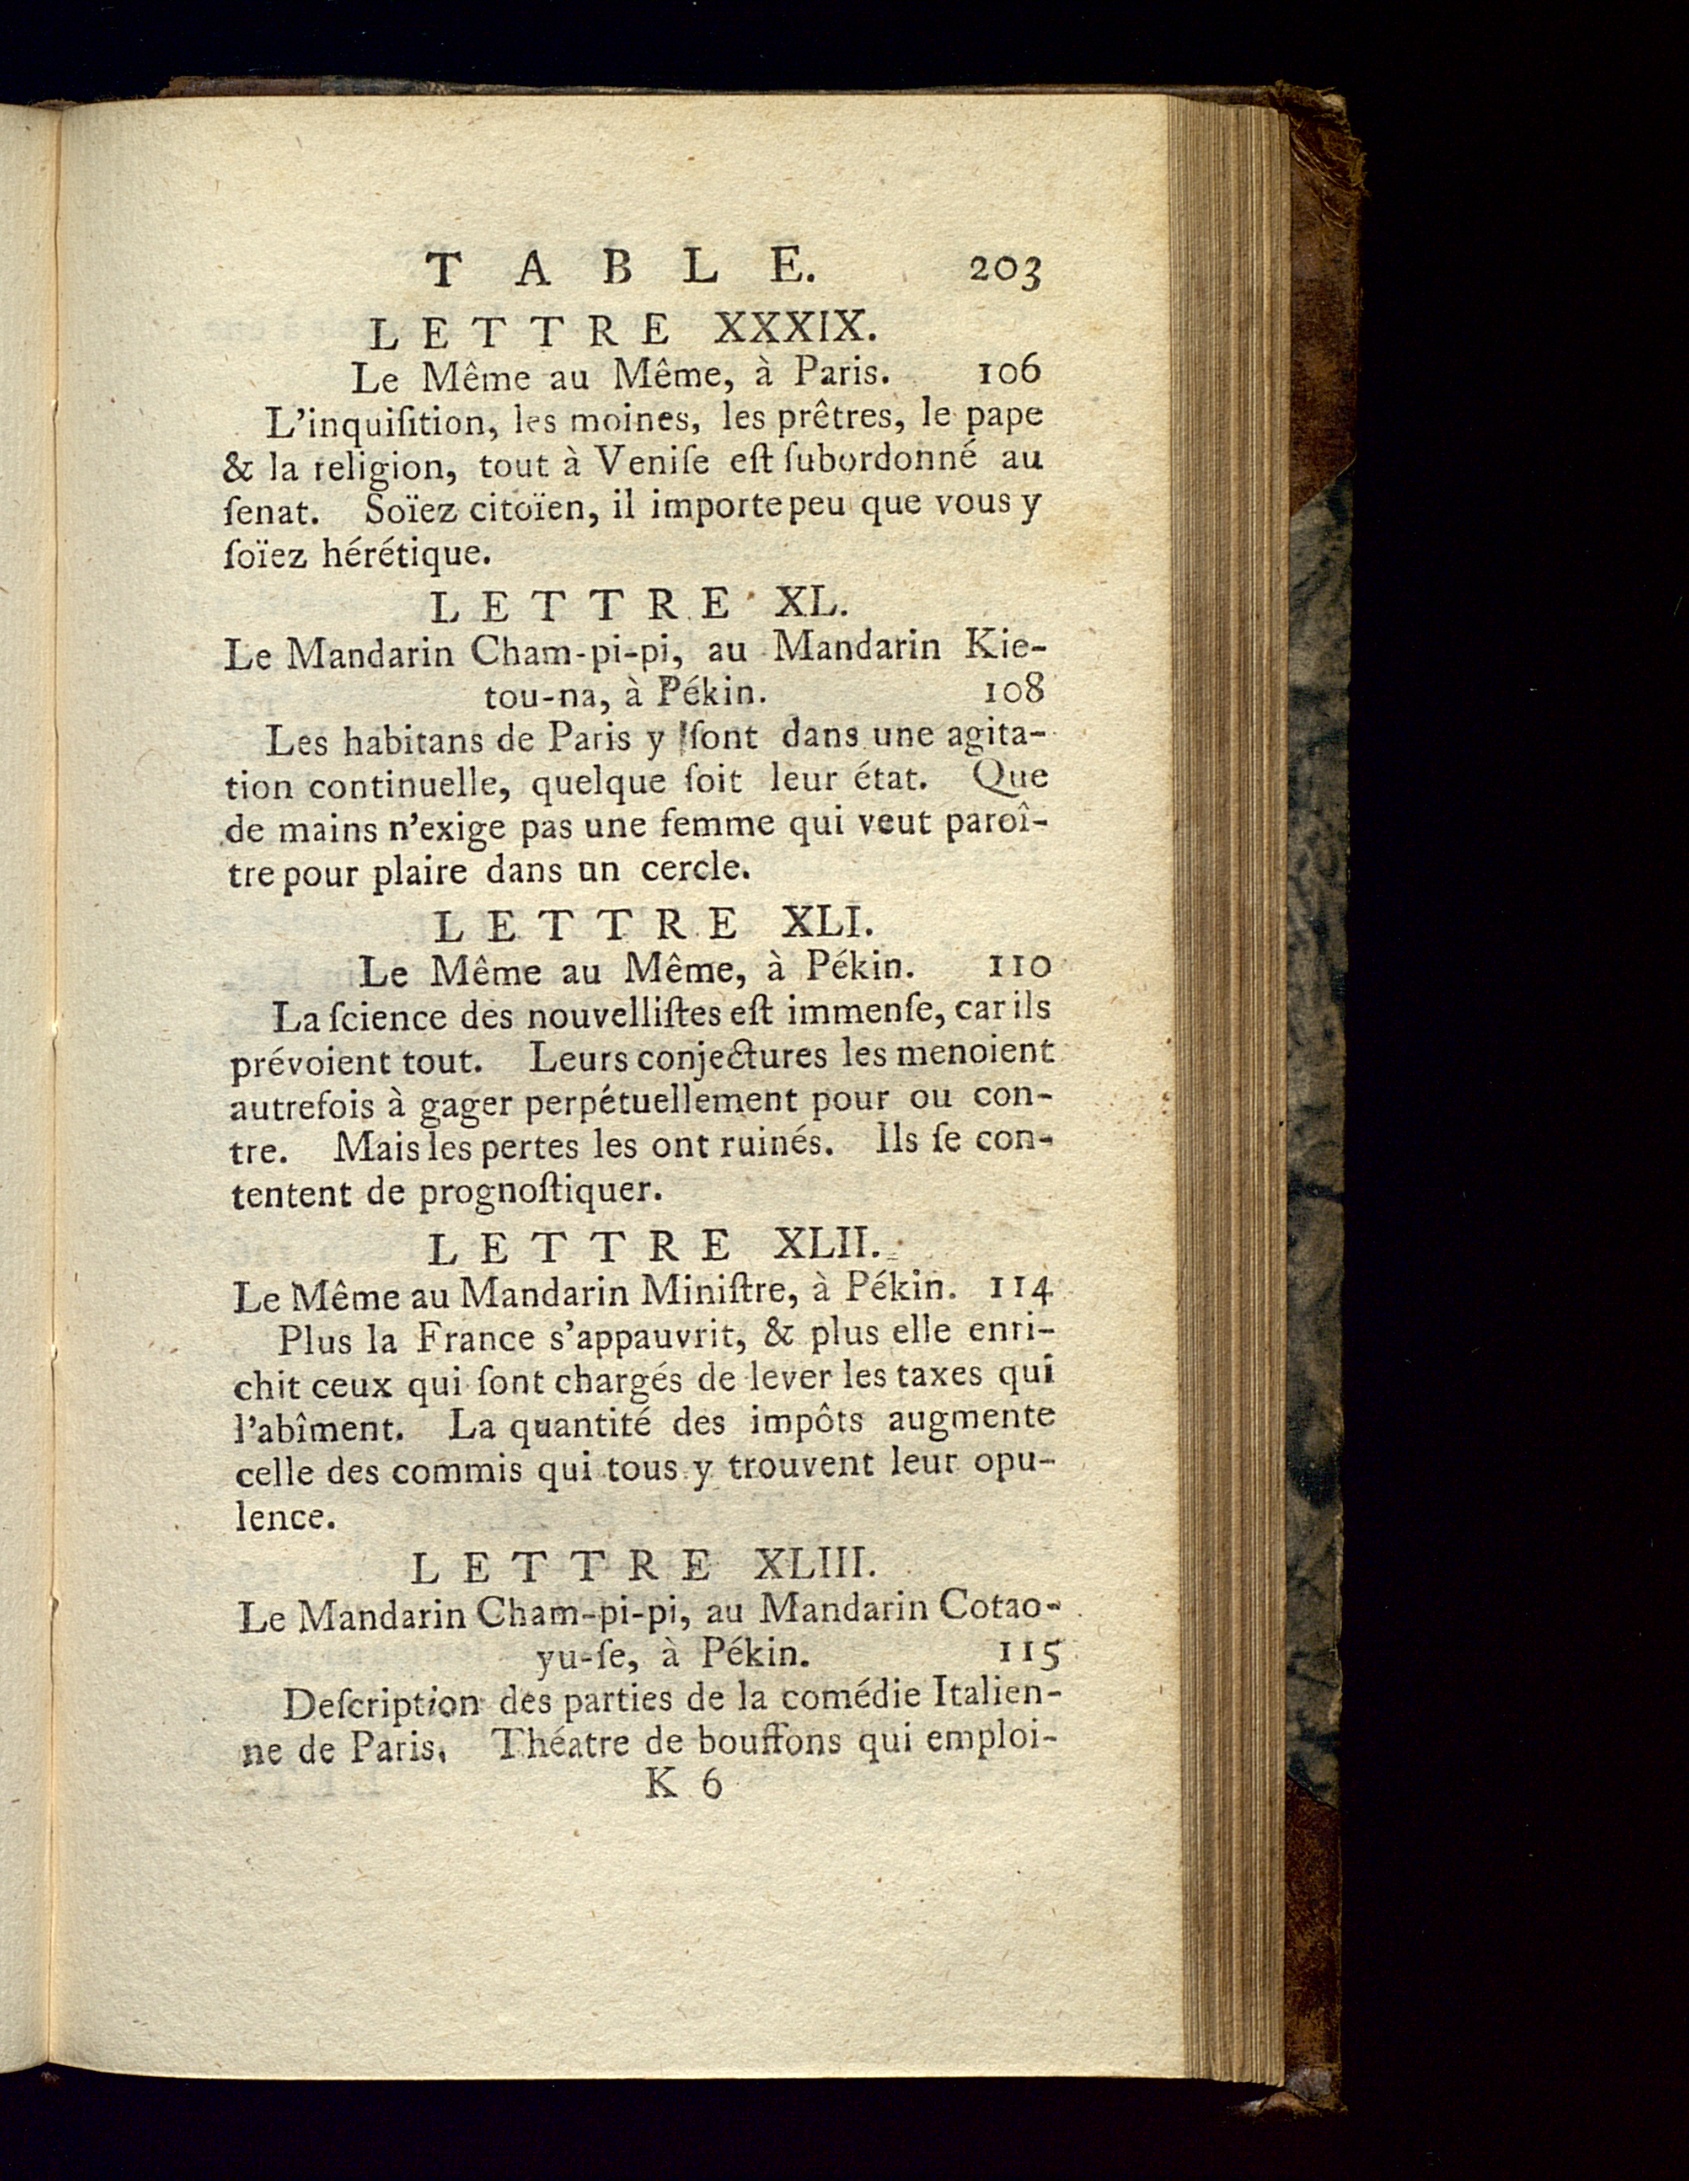 TABLE. 203
LETTRE XXXIX.
Le Même au Même, à Paris. 106
L'inquiſition, les moines, les prêtres, le pape
& la religion, tout à Veniſe eſt ſubordonné au
ſenat. Soïez citoïen, il importe peu que vous y
ſoïez hérétique.
LETTRE XL.
Le Mandarin Cham-pi-pi, au Mandarin Kie-
tou-na, à Pékin. 108
Les habitans de Paris y ſont dans une agita-
tion continuelle, quelque ſoit leur état. Que
de mains n'exige pas une femme qui veut paroî-
tre pour plaire dans un cercle.
LETTRE XLI.
Le Même au Même, à Pékin. 110
La ſcience des nouvelliſtes eſt immenſe, car ils
prévoient tout. Leurs conjectures les menoient
autrefois à gager perpétuellement pour ou con-
tre. Mais les pertes les ont ruinés. Ils ſe con-
tentent de prognoſtiquer.
LETTRE XLII.
Le Même au Mandarin Miniſtre, à Pékin. 114
Plus la France s'appauvrit, & plus elle enri-
chit ceux qui ſont chargés de lever les taxes qui
l'abîment. La quantité des impôts augmente
celle des commis qui tous y trouvent leur opu-
lence.
LETTRE XLIII.
Le Mandarin Cham-pi-pi, au Mandarin Cotao-
yu-ſe, à Pékin. 115
Deſcription des parties de la comédie Italien-
ne de Paris. Théatre de bouffons qui emploi-
K 6